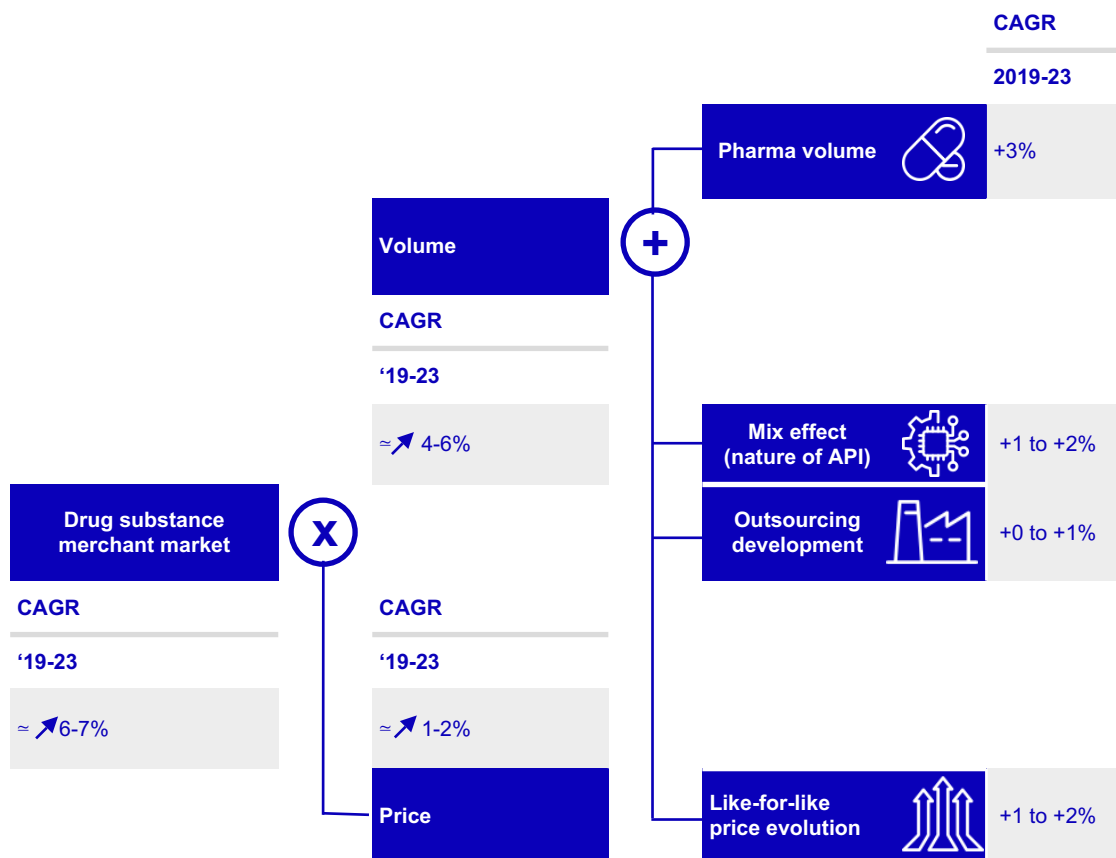 CAGR
2019-23
Pharma volume
+3%
Volume
+
CAGR
‘19-23
≃ 4-6%
Mix effect
(nature of API)
+1 to +2%
Drug substance
merchant market
X
Outsourcing
development
+0 to +1%
CAGR
‘19-23
≃ 6-7%
CAGR
‘19-23
≃ 1-2%
Price
Like-for-like
price evolution
+1 to +2%